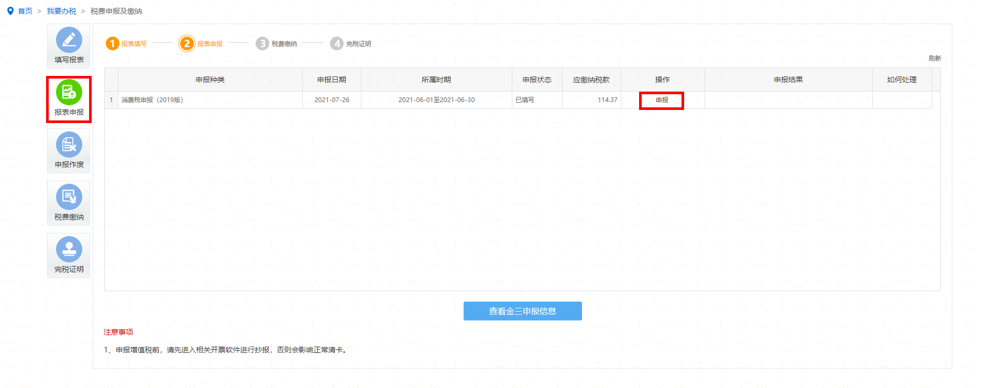 首页 > 我要办税 > 税费申报及缴纳
填写报表
报表申报
申报作废
税费缴纳
完税证明
1 报表填写 2 报表申报 3 税费缴纳 4 完税证明
刷新
申报种类 申报日期 所属时期 申报状态 应缴纳税款 操作 申报结果 如何处理
1 消费税申报（2019版） 2021-07-26 2021-06-01至2021-06-30 已填写 114.37 申报
查看金三申报信息
注意事项
1、申报增值税前，请先进入相关开票软件进行抄报，否则会影响正常清卡。